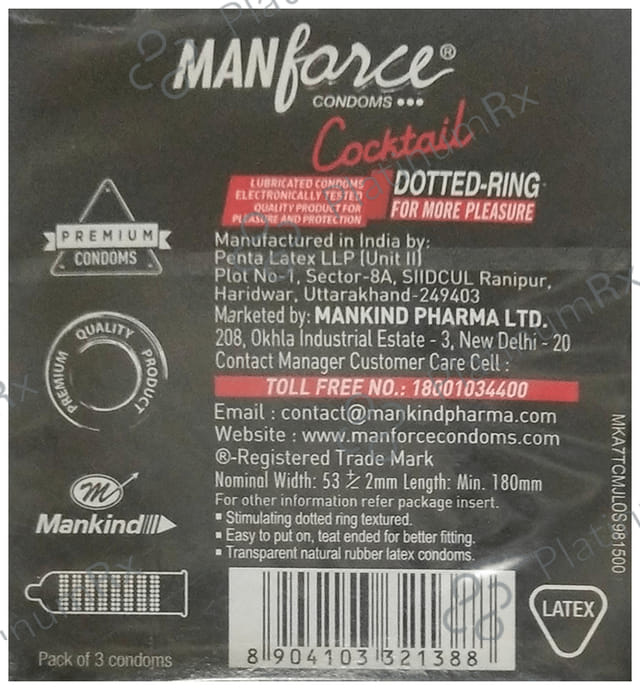 MANforce®
CONDOMS •••
Cocktail
LUBRICATED CONDOMS
ELECTRONICALLY TESTED
QUALITY PRODUCT FOR
PLEASURE AND PROTECTION
DOTTED-RING
FOR MORE PLEASURE
PREMIUM
CONDOMS
PREMIUM QUALITY PRODUCT
Manufactured in India by:
Penta Latex LLP (Unit II)
Plot No-1, Sector-8A, SIIDCUL Ranipur,
Haridwar, Uttarakhand-249403
Marketed by: MANKIND PHARMA LTD.
208, Okhla Industrial Estate - 3, New Delhi - 20
Contact Manager Customer Care Cell :
TOLL FREE NO.: 18001034400
Email : contact@mankindpharma.com
Website : www.manforcecondoms.com
®-Registered Trade Mark
Nominal Width: 53 ± 2mm Length: Min. 180mm
For other information refer package insert.
▪ Stimulating dotted ring textured.
▪ Easy to put on, teat ended for better fitting.
▪ Transparent natural rubber latex condoms.
m
Mankind
Pack of 3 condoms
8 904103 321388
LATEX
MKA7TCMJLOS981500
PlatinumRx